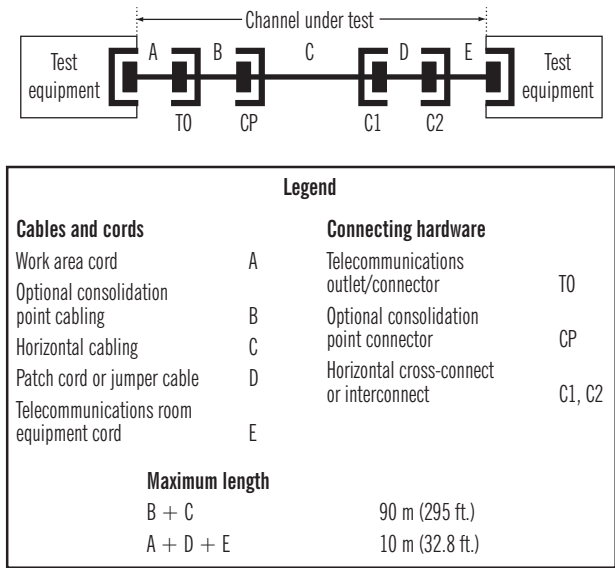 Channel under test
Test
equipment
A B C D E
Test
equipment
TO CP C1 C2
Legend
Cables and cords
Work area cord A
Optional consolidation
point cabling B
Horizontal cabling C
Patch cord or jumper cable D
Telecommunications room
equipment cord E
Connecting hardware
Telecommunications
outlet/connector TO
Optional consolidation
point connector CP
Horizontal cross-connect
or interconnect C1, C2
Maximum length
B + C 90 m (295 ft.)
A + D + E 10 m (32.8 ft.)